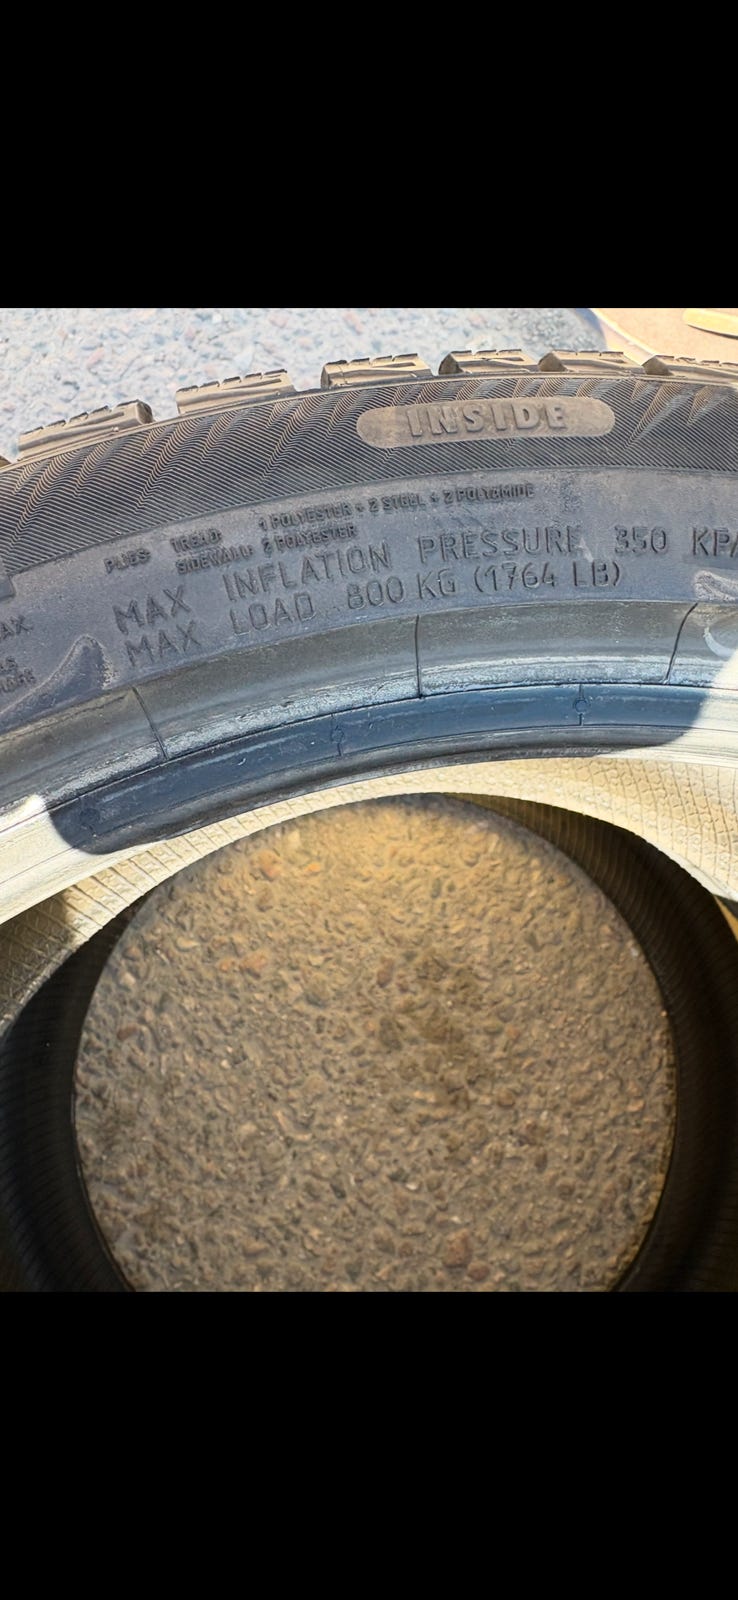 INSIDE
PLIES: TREAD: 1 POLYESTER + 2 STEEL + 2 POLYAMIDE
SIDEWALL: 2 POLYESTER
MAX INFLATION PRESSURE 350 KPA
MAX LOAD 800 KG (1764 LB)